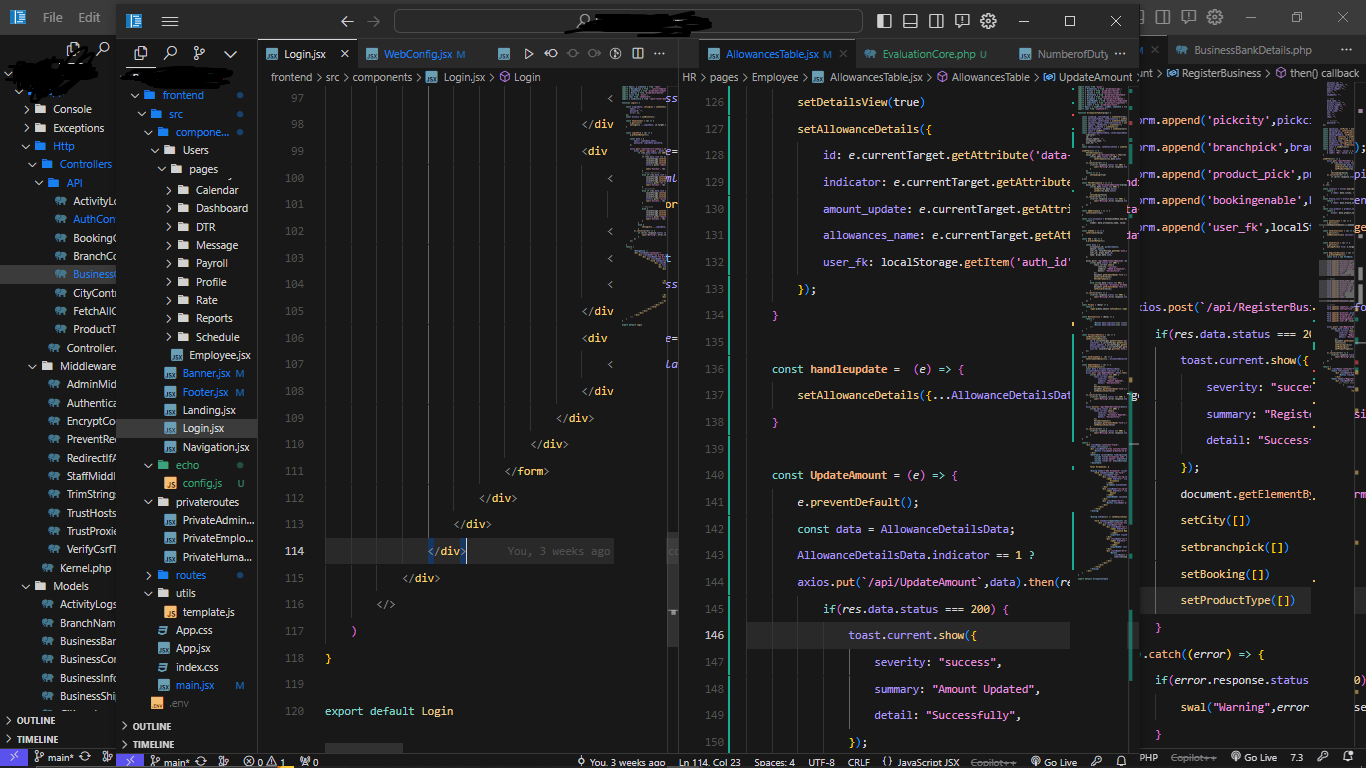 File Edit
Login.jsx
WebConfig.jsx M
AllowancesTable.jsx M
EvaluationCore.php U
NumberofDuty
BusinessBankDetails.php
frontend > src > components > Login.jsx > Login
HR > pages > Employee > AllowancesTable.jsx > AllowancesTable > UpdateAmount
RegisterBusiness > then() callback
Console
Exceptions
Http
Controllers
API
ActivityLo
AuthCon
BookingC
BranchCo
Business
CityContr
FetchAllC
ProductT
Controller.
Middleware
AdminMid
Authentica
EncryptCo
PreventRec
RedirectIfA
StaffMiddl
TrimStrings
TrustHosts
TrustProxie
VerifyCsrfT
Kernel.php
Models
ActivityLogs
BranchNam
BusinessBan
BusinessCor
BusinessInfo
BusinessShip
OUTLINE
TIMELINE
main*
frontend
src
compone...
Users
pages
Calendar
Dashboard
DTR
Message
Payroll
Profile
Rate
Reports
Schedule
Employee.jsx
Banner.jsx M
Footer.jsx M
Landing.jsx
Login.jsx
Navigation.jsx
echo
config.js U
privateroutes
PrivateAdmin...
PrivateEmplo...
PrivateHuma...
routes
utils
template.js
App.css
App.jsx
index.css
main.jsx M
.env
OUTLINE
TIMELINE
97 <
98 </div
99 <div
100 <
101
102 <
103 <
104 <
105 </div
106 <div
107 <
108 </div
109 </div>
110 </div>
111 </form>
112 </div>
113 </div>
114 </div> You, 3 weeks ago
115 </div>
116 </>
117 )
118 }
119
120 export default Login
126 setDetailsView(true)
127 setAllowanceDetails({
128 id: e.currentTarget.getAttribute('data-
129 indicator: e.currentTarget.getAttribute
130 amount_update: e.currentTarget.getAttri
131 allowances_name: e.currentTarget.getAtt
132 user_fk: localStorage.getItem('auth_id'
133 });
134 }
135
136 const handleupdate = (e) => {
137 setAllowanceDetails({...AllowanceDetailsDat
138 }
139
140 const UpdateAmount = (e) => {
141 e.preventDefault();
142 const data = AllowanceDetailsData;
143 AllowanceDetailsData.indicator == 1 ?
144 axios.put(`/api/UpdateAmount`,data).then(re
145 if(res.data.status === 200) {
146 toast.current.show({
147 severity: "success",
148 summary: "Amount Updated",
149 detail: "Successfully",
150 });
orm.append('pickcity',pickci
orm.append('branchpick',bran
orm.append('product_pick',pr
orm.append('bookingenable',b
orm.append('user_fk',localSt
xios.post(`/api/RegisterBus
if(res.data.status === 20
toast.current.show({
severity: "succe
summary: "Registe
detail: "Success
});
document.getElementBy
setCity([])
setbranchpick([])
setBooking([])
setProductType([])
}
.catch((error) => {
if(error.response.status
swal("Warning",error
}
main* 0 1 0
You, 3 weeks ago Ln 114, Col 23 Spaces: 4 UTF-8 CRLF {} JavaScript JSX Copilot++ Go Live
PHP Copilot++ Go Live 7.3